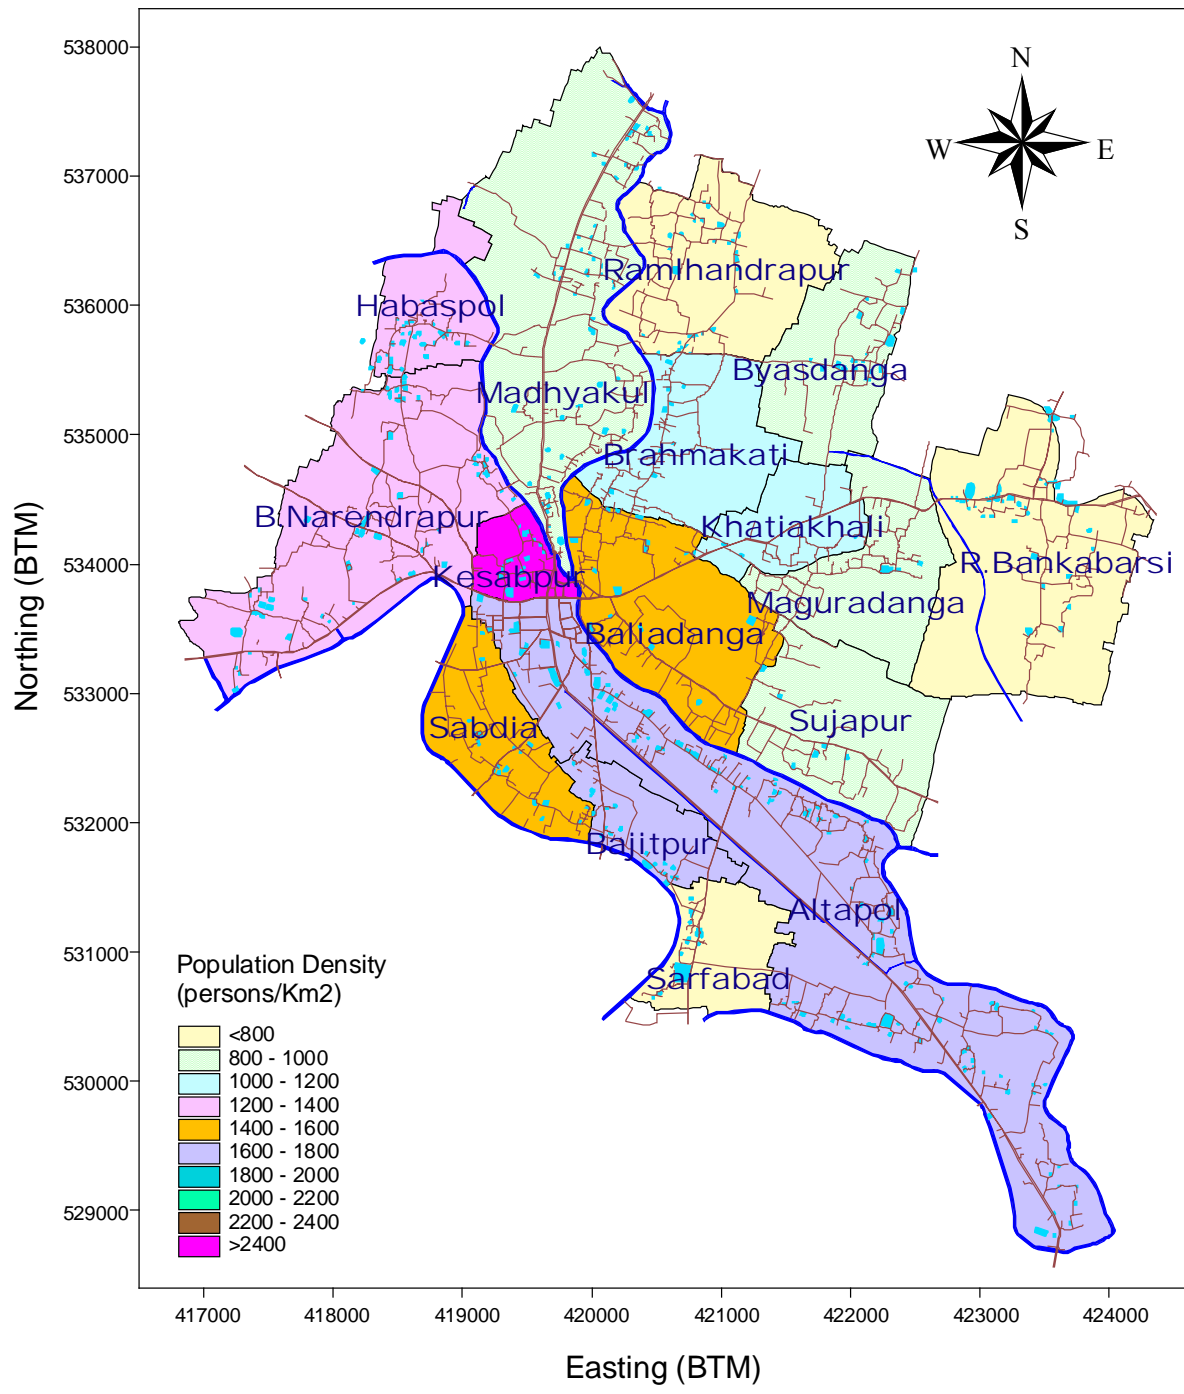 538000
537000
536000
535000
534000
533000
532000
531000
530000
529000
Northing (BTM)
N
W
E
S
Ramlhandrapur
Habaspol
Byasdanga
Madhyakul
Brahmakati
B.Narendrapur
Khatiakhali
R.Bankabarsi
Kesabpur
Maguradanga
Baliadanga
Sujapur
Sabdia
Bajitpur
Altapol
Sarfabad
Population Density
(persons/Km2)
<800
800 - 1000
1000 - 1200
1200 - 1400
1400 - 1600
1600 - 1800
1800 - 2000
2000 - 2200
2200 - 2400
>2400
417000 418000 419000 420000 421000 422000 423000 424000
Easting (BTM)